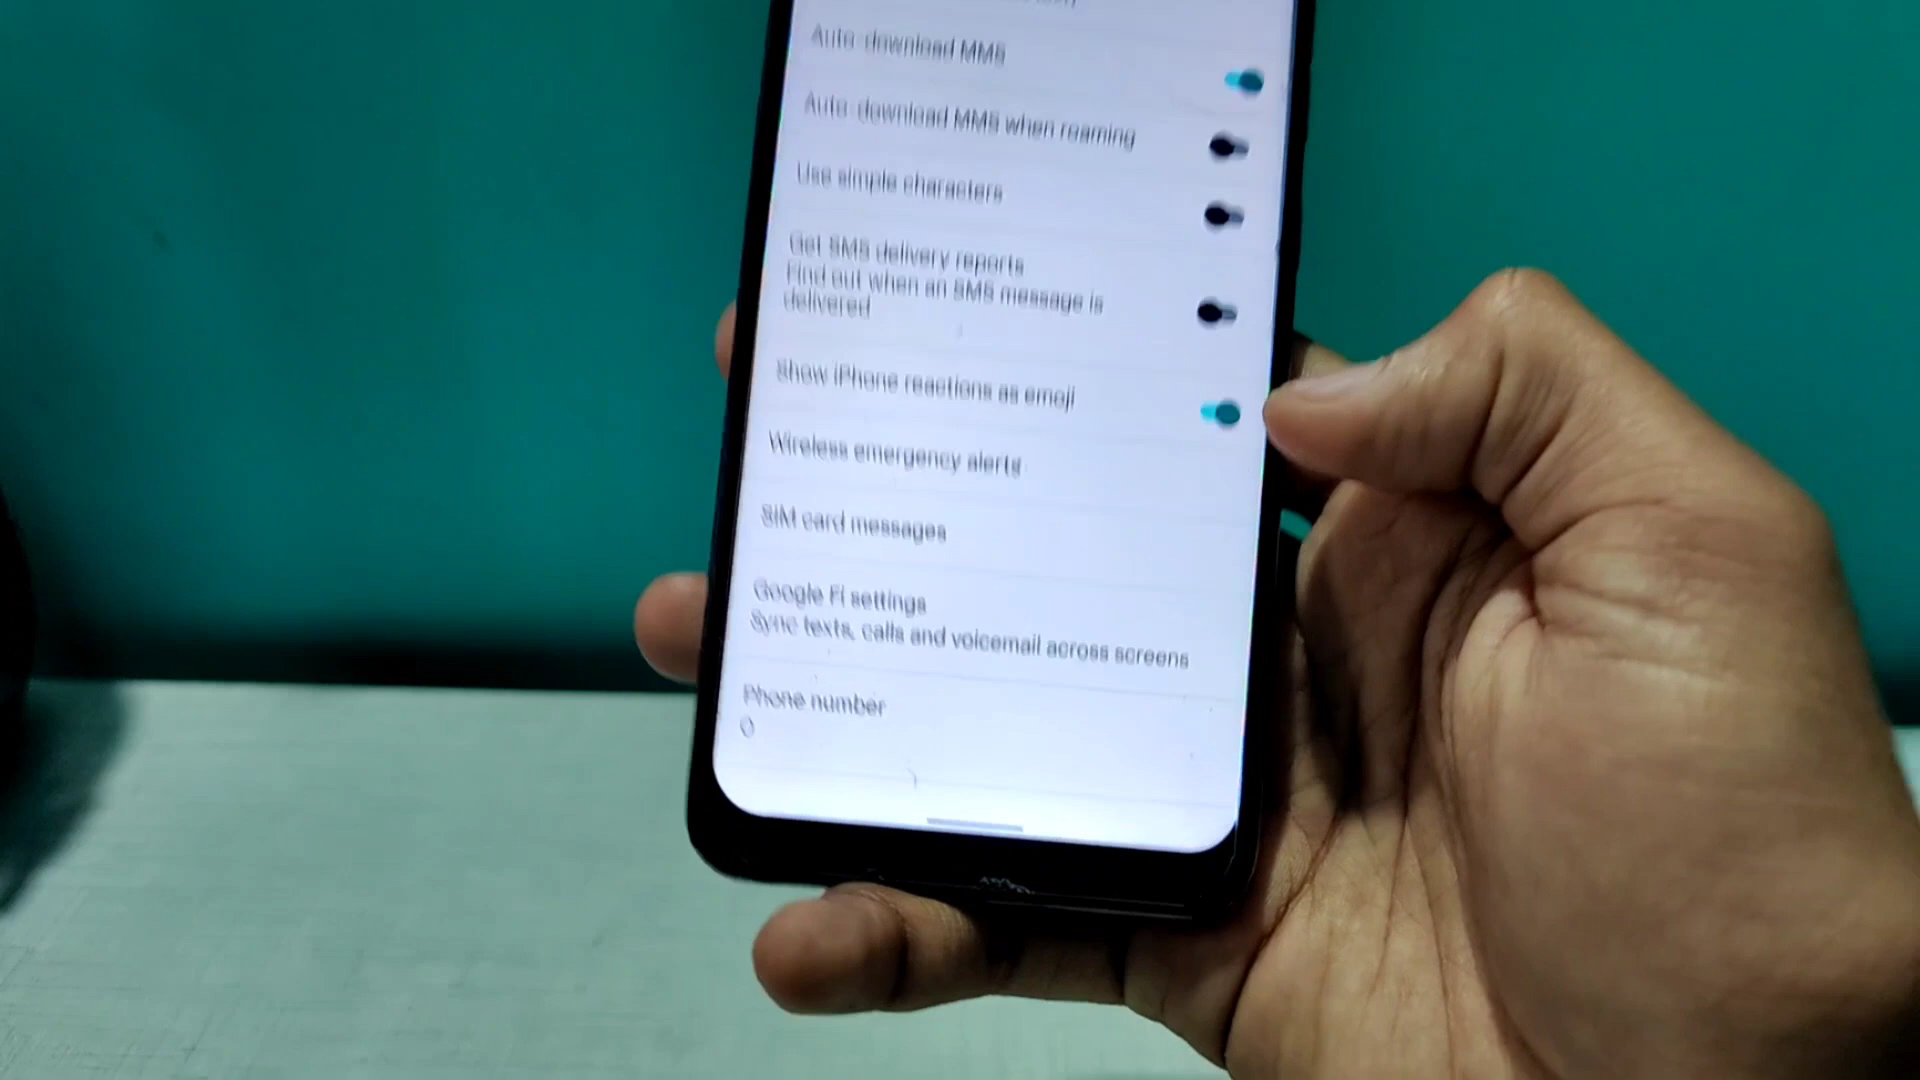 Auto-download MMS
Auto-download MMS when roaming
Use simple characters
Get SMS delivery reports
Find out when an SMS message is
delivered
Show iPhone reactions as emoji
Wireless emergency alerts
SIM card messages
Google Fi settings
Sync texts, calls and voicemail across screens
Phone number